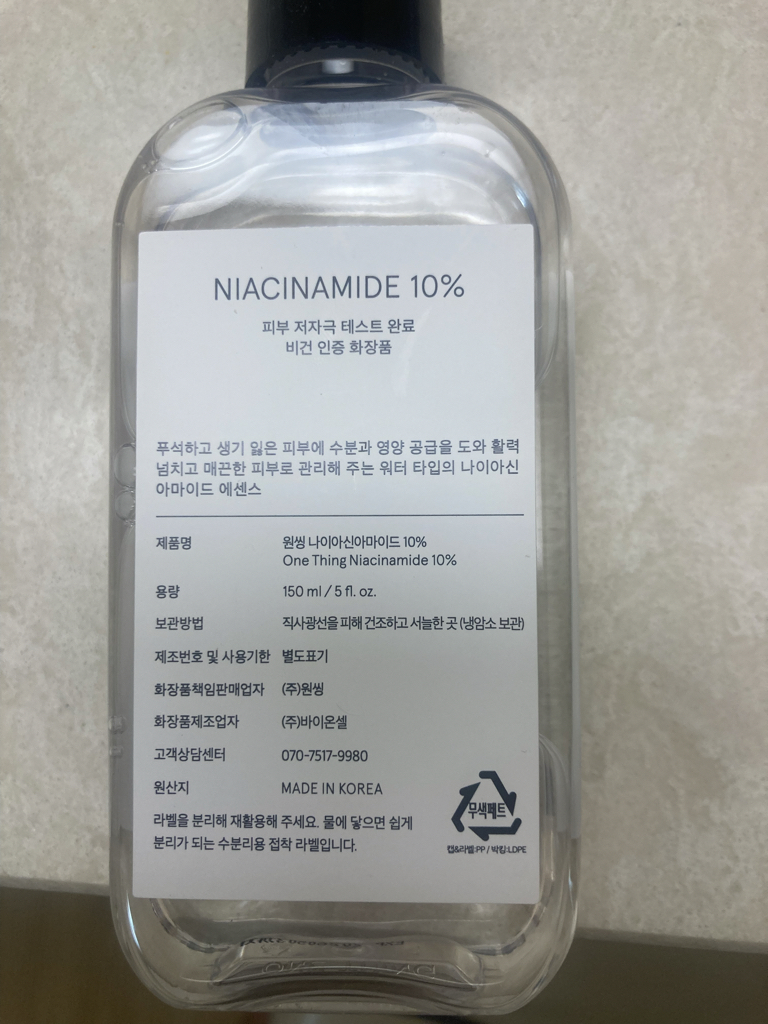 NIACINAMIDE 10%
피부 저자극 테스트 완료
비건 인증 화장품
푸석하고 생기 잃은 피부에 수분과 영양 공급을 도와 활력
넘치고 매끈한 피부로 관리해 주는 워터 타입의 나이아신
아마이드 에센스
제품명 원씽 나이아신아마이드 10%
One Thing Niacinamide 10%
용량 150 ml / 5 fl. oz.
보관방법 직사광선을 피해 건조하고 서늘한 곳 (냉암소 보관)
제조번호 및 사용기한 별도표기
화장품책임판매업자 (주)원씽
화장품제조업자 (주)바이온셀
고객상담센터 070-7517-9980
원산지 MADE IN KOREA
라벨을 분리해 재활용해 주세요. 물에 닿으면 쉽게
분리가 되는 수분리용 접착 라벨입니다.
무색페트
캡&라벨:PP / 박킹:LDPE